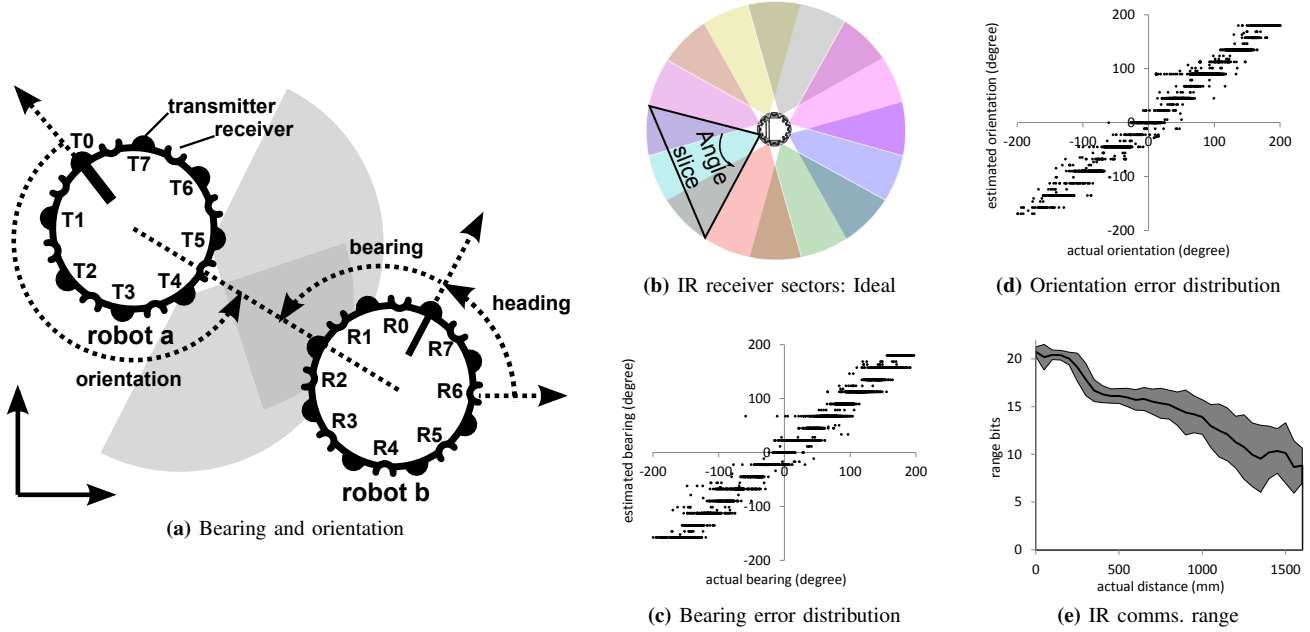 transmitter
receiver
T0
T7
T6
T1
T5
T2
T4
T3
robot a
orientation
bearing
heading
R0
R1
R7
R2
R6
R3
R5
R4
robot b
(a) Bearing and orientation
Angle
slice
(b) IR receiver sectors: Ideal
estimated bearing (degree)
200
100
0
-200
-100
0
100
200
-100
-200
actual bearing (degree)
(c) Bearing error distribution
estimated orientation (degree)
200
100
0
-200
-100
0
100
200
-100
-200
actual orientation (degree)
(d) Orientation error distribution
range bits
20
15
10
5
0
0
500
1000
1500
actual distance (mm)
(e) IR comms. range